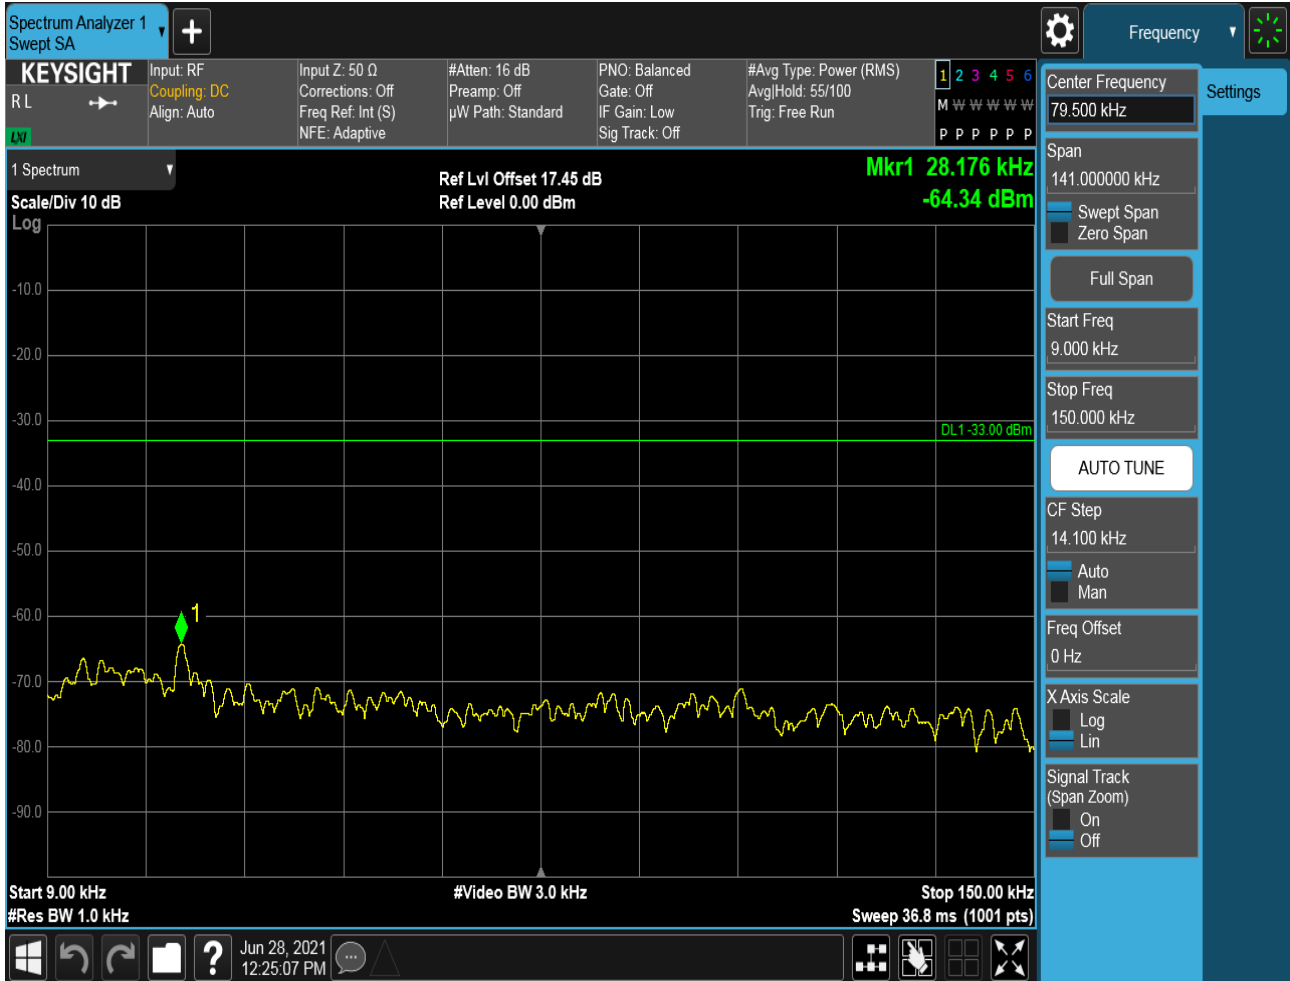 Spectrum Analyzer 1
Swept SA
Frequency
KEYSIGHT
R L
LXI
Input: RF
Coupling: DC
Align: Auto
Input Z: 50 Ω
Corrections: Off
Freq Ref: Int (S)
NFE: Adaptive
#Atten: 16 dB
Preamp: Off
µW Path: Standard
PNO: Balanced
Gate: Off
IF Gain: Low
Sig Track: Off
#Avg Type: Power (RMS)
Avg|Hold: 55/100
Trig: Free Run
1 2 3 4 5 6
M W W W W W
P P P P P P
1 Spectrum
Scale/Div 10 dB
Log
Ref Lvl Offset 17.45 dB
Ref Level 0.00 dBm
Mkr1 28.176 kHz
-64.34 dBm
-10.0
-20.0
-30.0
DL1 -33.00 dBm
-40.0
-50.0
-60.0
1
-70.0
-80.0
-90.0
Start 9.00 kHz
#Video BW 3.0 kHz
Stop 150.00 kHz
#Res BW 1.0 kHz
Sweep 36.8 ms (1001 pts)
?
Jun 28, 2021
12:25:07 PM
Center Frequency
79.500 kHz
Settings
Span
141.000000 kHz
Swept Span
Zero Span
Full Span
Start Freq
9.000 kHz
Stop Freq
150.000 kHz
AUTO TUNE
CF Step
14.100 kHz
Auto
Man
Freq Offset
0 Hz
X Axis Scale
Log
Lin
Signal Track
(Span Zoom)
On
Off